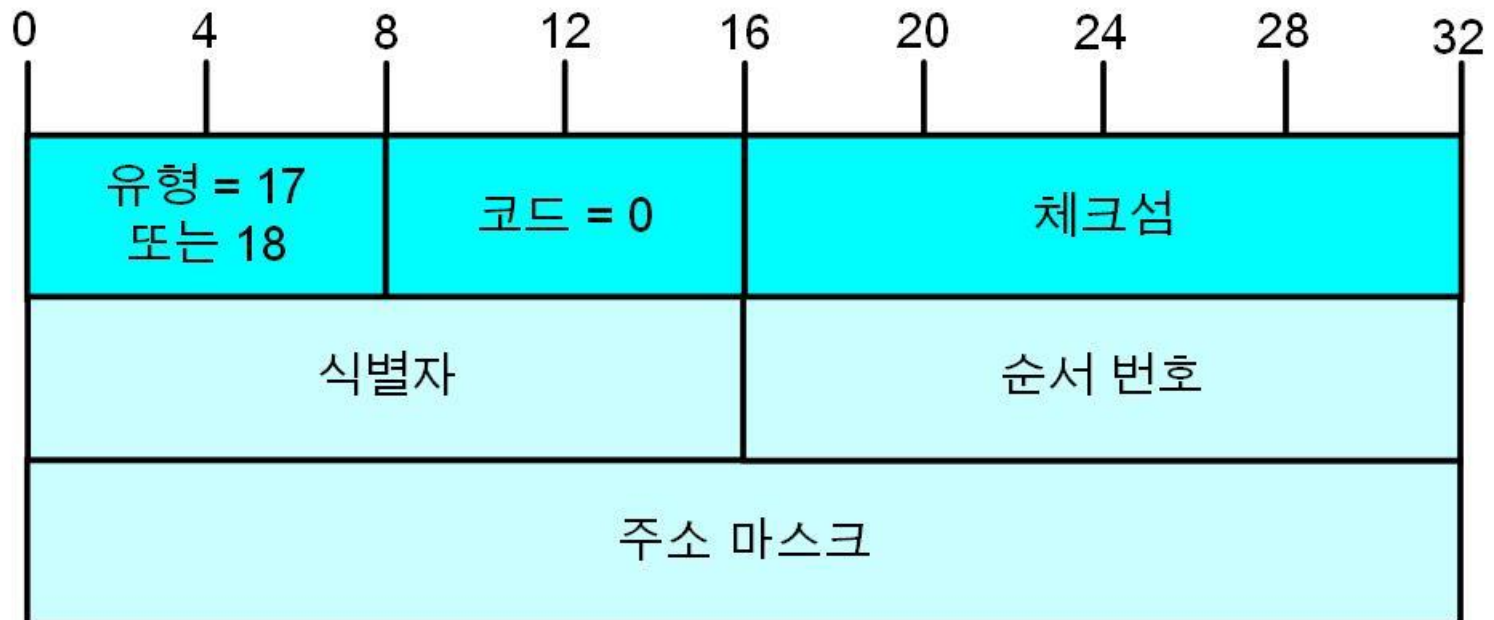 0 4 8 12 16 20 24 28 32
유형 = 17
또는 18
코드 = 0
체크섬
식별자
순서 번호
주소 마스크